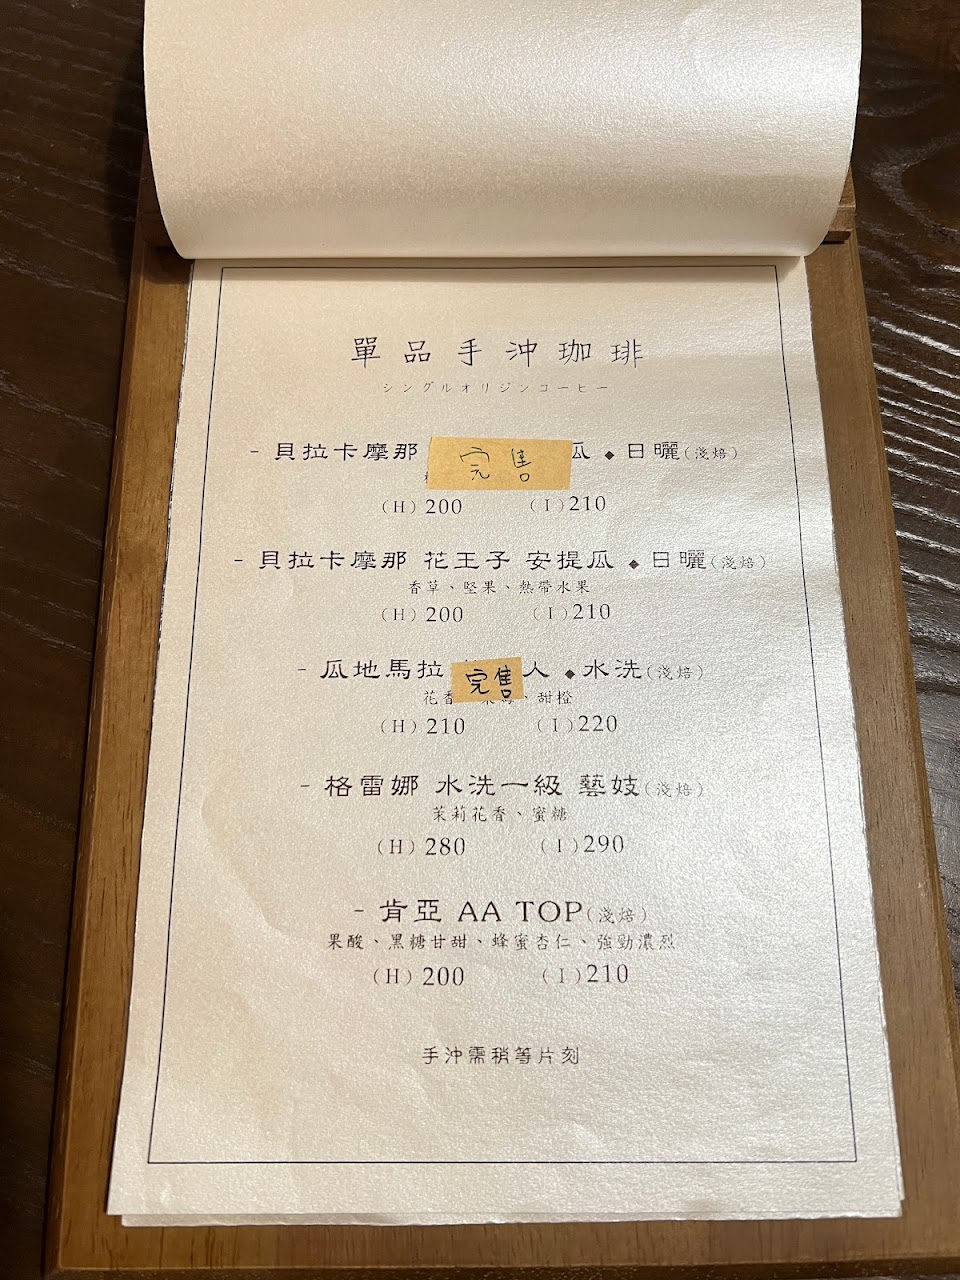 單品手沖珈琲
シングルオリジンコーヒー
- 貝拉卡摩那 完售 瓜 ◆ 日曬(淺焙)
(H) 200 (I) 210
- 貝拉卡摩那 花王子 安提瓜 ◆ 日曬(淺焙)
香草、堅果、熱帶水果
(H) 200 (I) 210
- 瓜地馬拉 完售 人 ◆ 水洗(淺焙)
花香 、甜橙
(H) 210 (I) 220
- 格雷娜 水洗一級 藝妓(淺焙)
茉莉花香、蜜糖
(H) 280 (I) 290
- 肯亞 AA TOP(淺焙)
果酸、黑糖甘甜、蜂蜜杏仁、強勁濃烈
(H) 200 (I) 210
手沖需稍等片刻